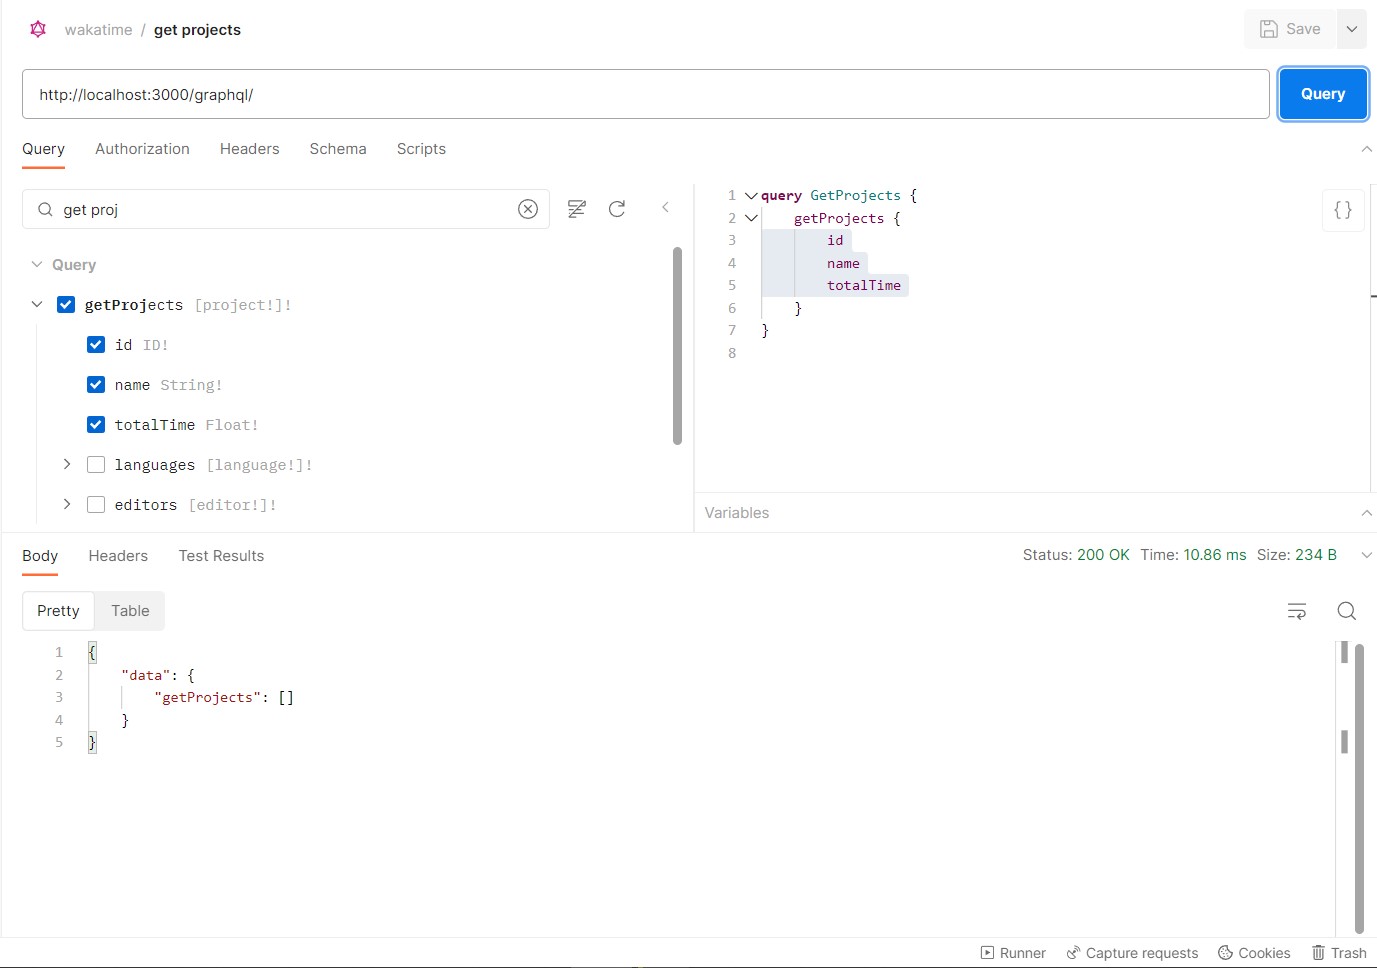 wakatime / get projects
Save
http://localhost:3000/graphql/
Query
Query Authorization Headers Schema Scripts
get proj
Query
getProjects [project!]!
id ID!
name String!
totalTime Float!
languages [language!]!
editors [editor!]!
1 query GetProjects {
2 getProjects {
3 id
4 name
5 totalTime
6 }
7 }
8
{}
Variables
Body Headers Test Results
Status: 200 OK Time: 10.86 ms Size: 234 B
Pretty Table
1 {
2 "data": {
3 "getProjects": []
4 }
5 }
Runner Capture requests Cookies Trash